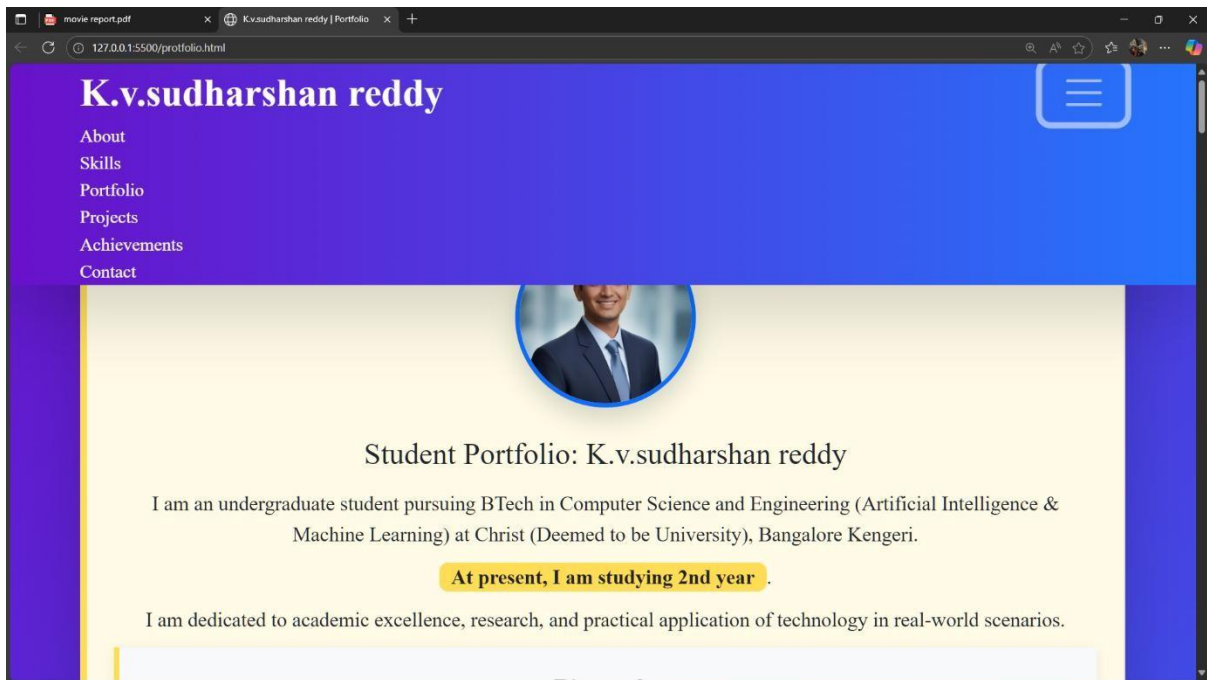 movie report.pdf
K.v.sudharshan reddy | Portfolio
127.0.0.1:5500/protfolio.html
K.v.sudharshan reddy
About
Skills
Portfolio
Projects
Achievements
Contact
Student Portfolio: K.v.sudharshan reddy
I am an undergraduate student pursuing BTech in Computer Science and Engineering (Artificial Intelligence &
Machine Learning) at Christ (Deemed to be University), Bangalore Kengeri.
At present, I am studying 2nd year .
I am dedicated to academic excellence, research, and practical application of technology in real-world scenarios.